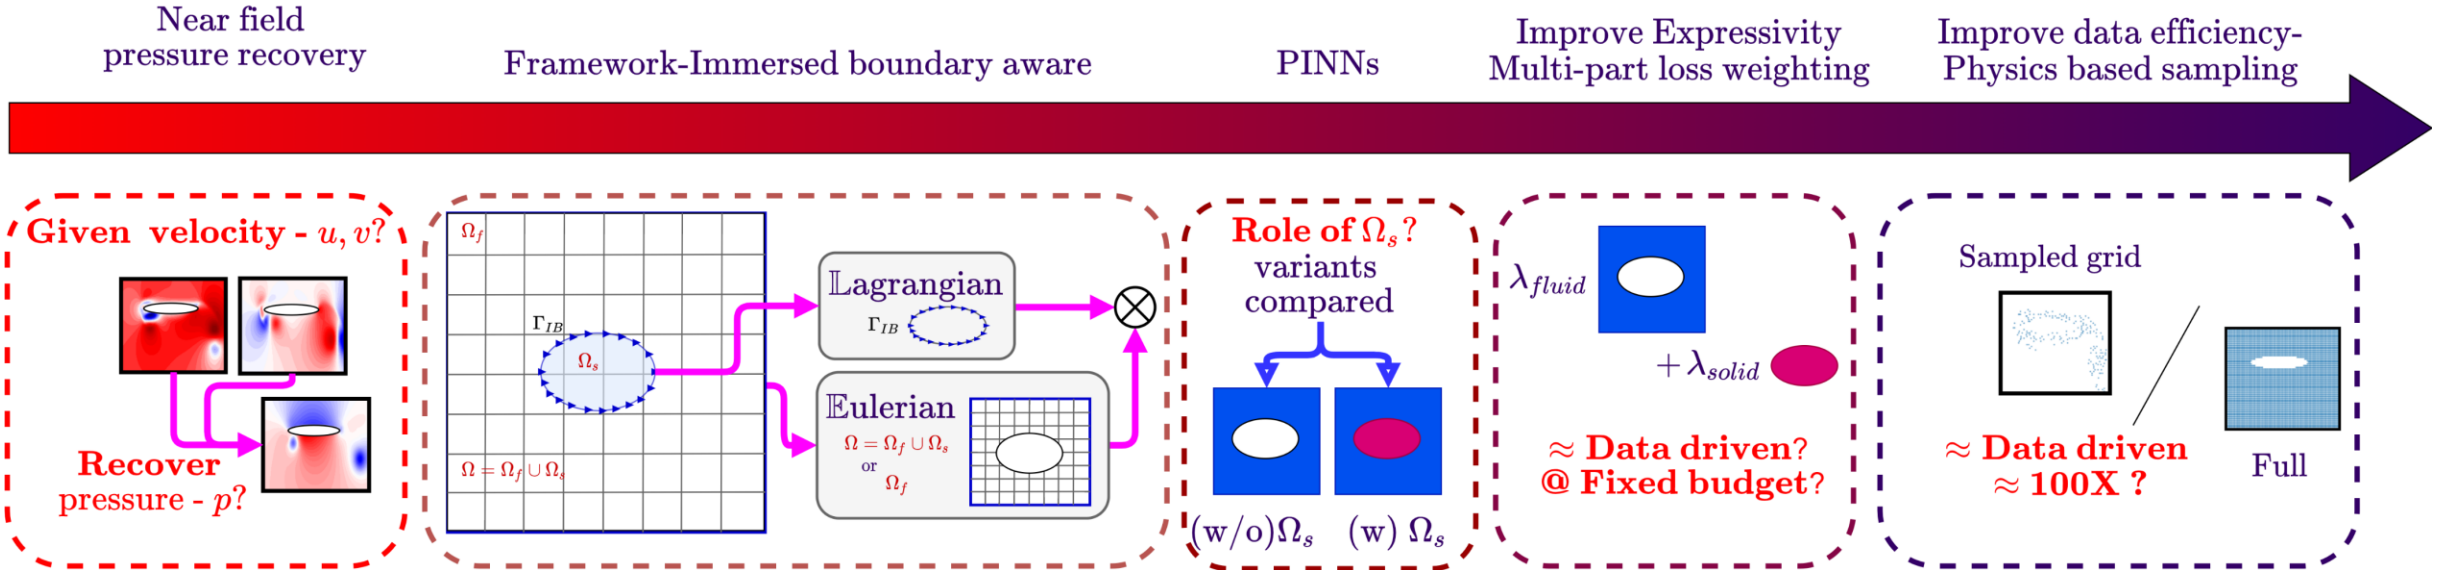 Near field
pressure recovery
Framework-Immersed boundary aware
PINNs
Improve Expressivity
Multi-part loss weighting
Improve data efficiency-
Physics based sampling
Given velocity - u, v?
Recover
pressure - p?
Ω_f
Γ_IB
Ω_s
Ω = Ω_f ∪ Ω_s
𝕃agrangian
Γ_IB
𝔼ulerian
Ω = Ω_f ∪ Ω_s
or
Ω_f
Role of Ω_s?
variants
compared
(w/o)Ω_s
(w) Ω_s
λ_fluid
+ λ_solid
≈ Data driven?
@ Fixed budget?
Sampled grid
≈ Data driven
≈ 100X ?
Full